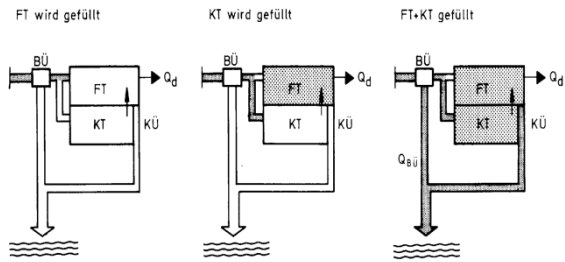 FT wird gefüllt
BÜ
FT
Qd
KT
KÜ
KT wird gefüllt
BÜ
FT
Qd
KT
KÜ
FT+KT gefüllt
BÜ
FT
Qd
KT
KÜ
QBÜ